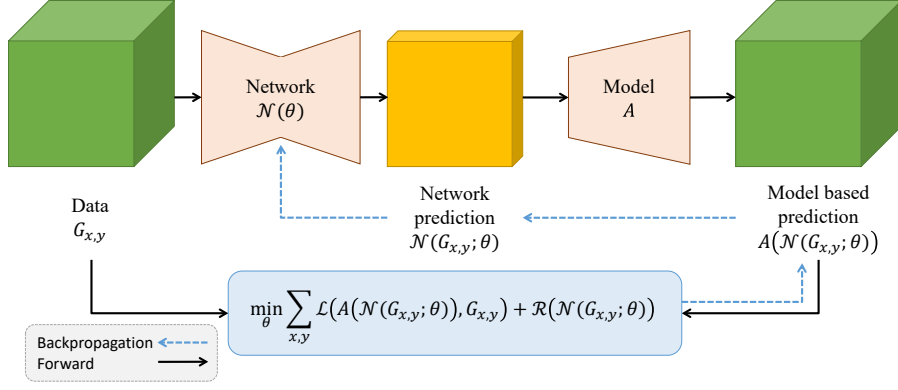 Network
𝒩(θ)
Model
A
Data
G_{x,y}
Network
prediction
𝒩(G_{x,y}; θ)
Model based
prediction
A(𝒩(G_{x,y}; θ))
min_θ ∑_{x,y} ℒ(A(𝒩(G_{x,y}; θ)), G_{x,y}) + ℛ(𝒩(G_{x,y}; θ))
Backpropagation
Forward